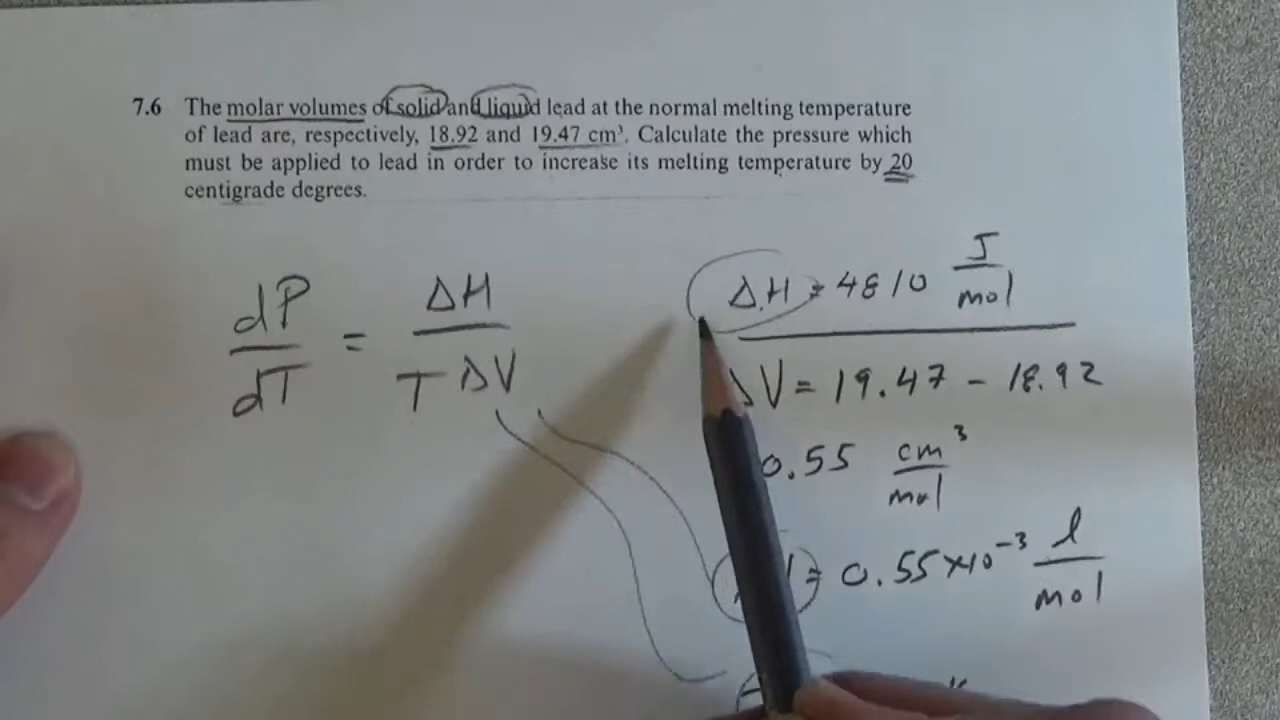 7.6 The molar volumes of solid and liquid lead at the normal melting temperature
of lead are, respectively, 18.92 and 19.47 cm³. Calculate the pressure which
must be applied to lead in order to increase its melting temperature by 20
centigrade degrees.
dP/dT = ΔH/TΔV
ΔH = 4810 J/mol
ΔV = 19.47 - 18.92
0.55 cm³/mol
= 0.55×10⁻³ l/mol